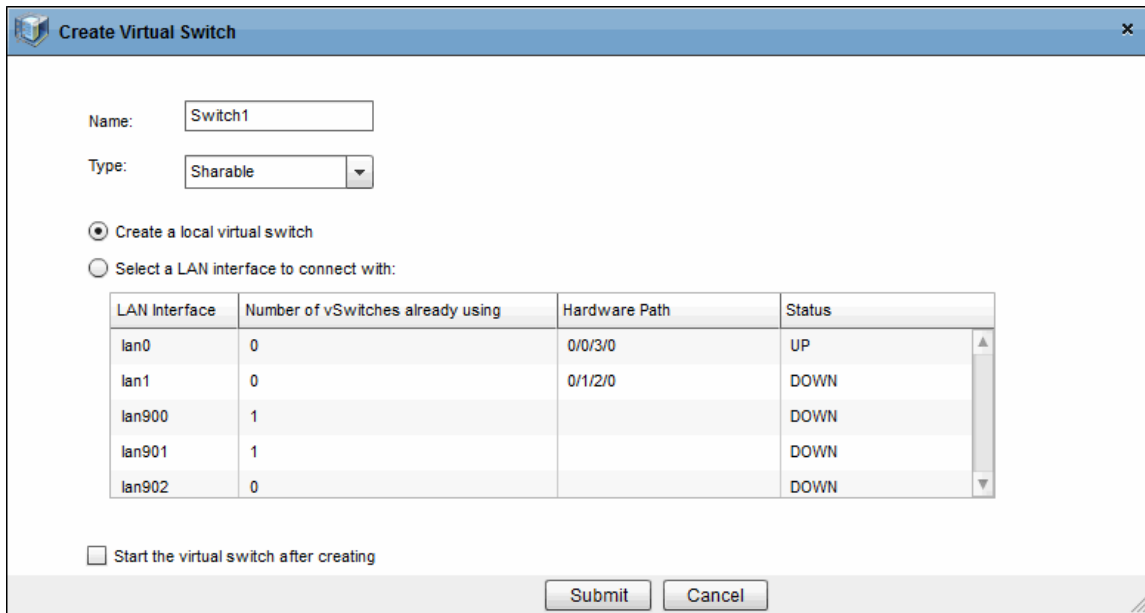 Create Virtual Switch
Name: Switch1
Type: Sharable
Create a local virtual switch
Select a LAN interface to connect with:
LAN Interface Number of vSwitches already using Hardware Path Status
lan0 0 0/0/3/0 UP
lan1 0 0/1/2/0 DOWN
lan900 1 DOWN
lan901 1 DOWN
lan902 0 DOWN
Start the virtual switch after creating
Submit Cancel